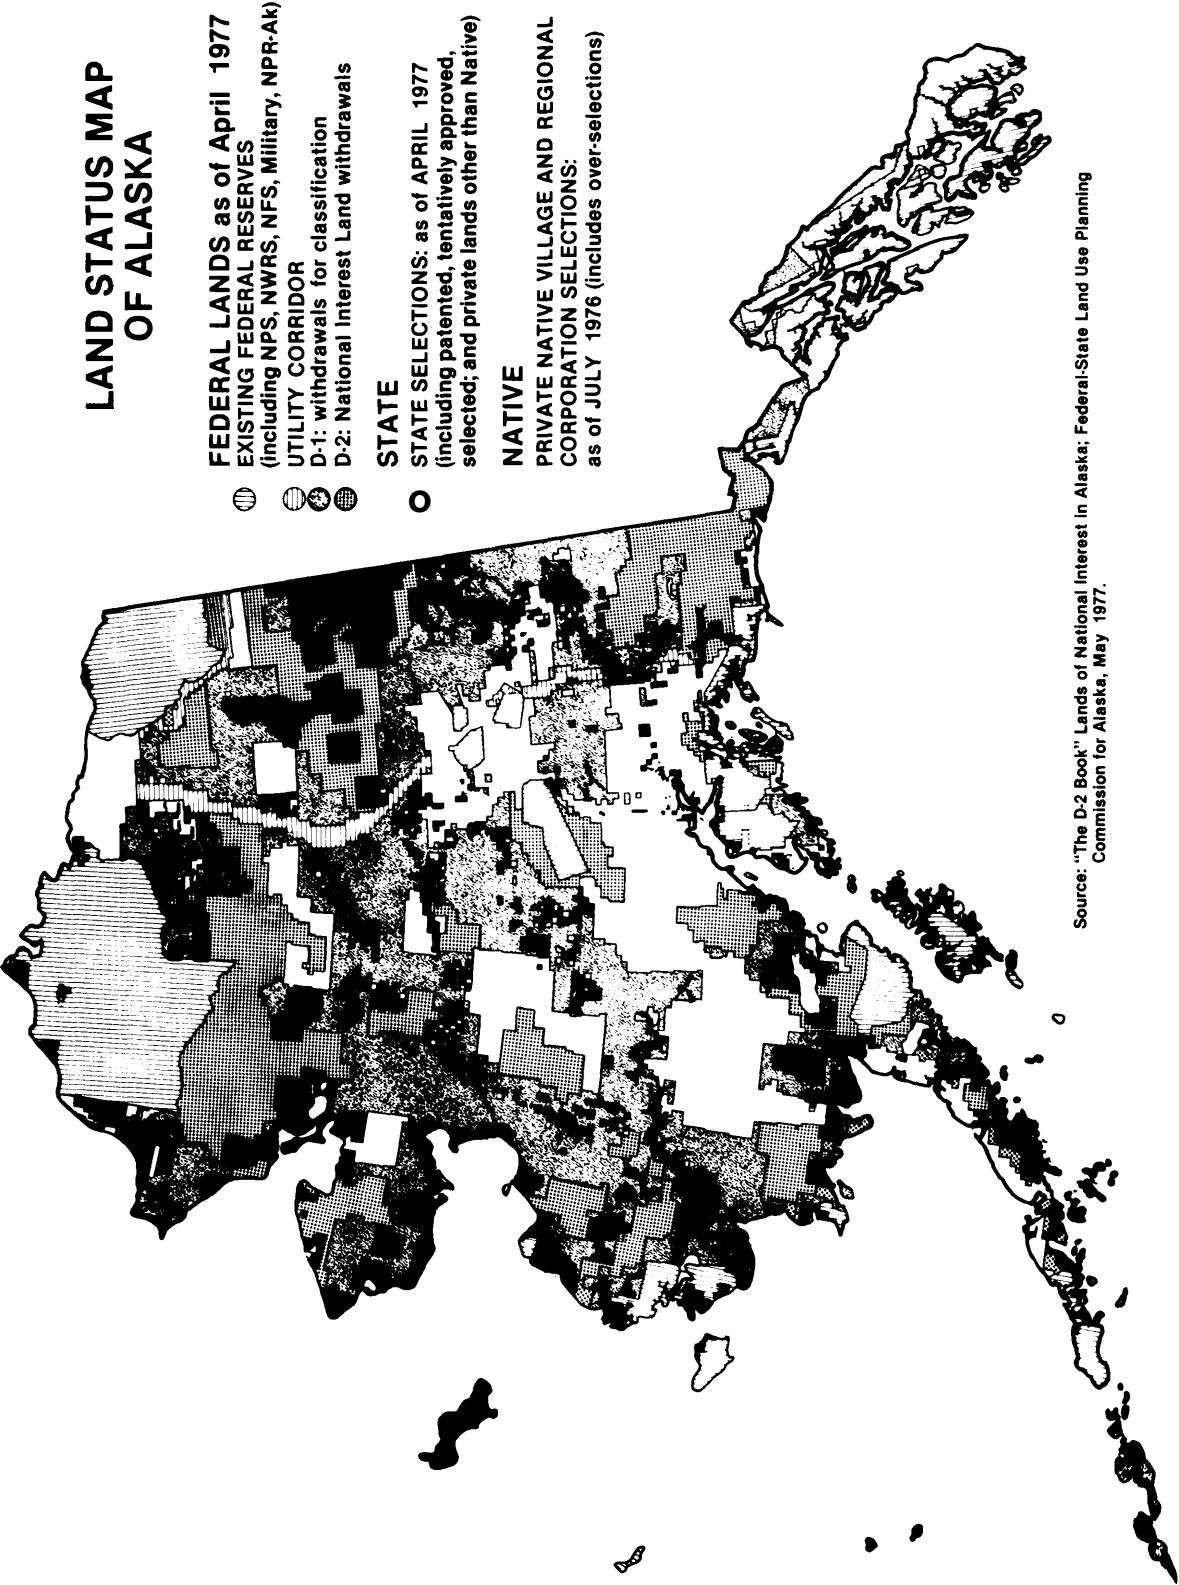 LAND STATUS MAP
OF ALASKA
FEDERAL LANDS as of April 1977
EXISTING FEDERAL RESERVES
(including NPS, NWRS, NFS, Military, NPR-Ak)
UTILITY CORRIDOR
D-1: withdrawals for classification
D-2: National Interest Land withdrawals
STATE
STATE SELECTIONS: as of APRIL 1977
(including patented, tentatively approved,
selected; and private lands other than Native)
NATIVE
PRIVATE NATIVE VILLAGE AND REGIONAL
CORPORATION SELECTIONS:
as of JULY 1976 (includes over-selections)
Source: "The D-2 Book" Lands of National Interest in Alaska; Federal-State Land Use Planning
Commission for Alaska, May 1977.